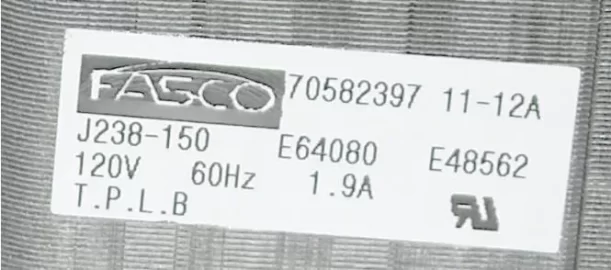 FASCO 70582397 11-12A
J238-150 E64080 E48562
120V 60Hz 1.9A
T.P.L.B